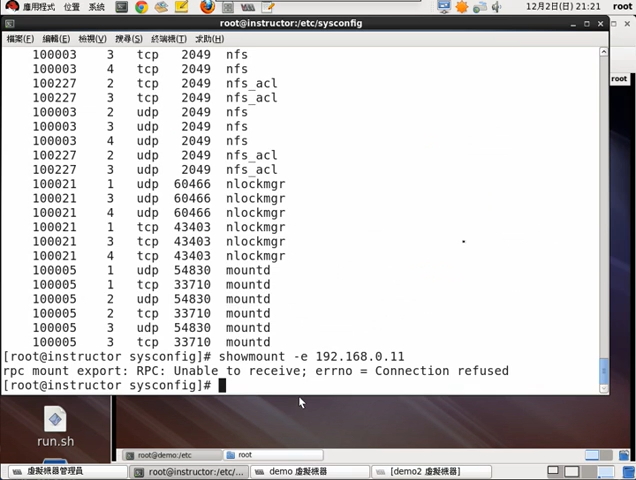 應用程式 位置 系統 12月2日(日) 21:21
root@instructor:/etc/sysconfig
檔案(F) 編輯(E) 檢視(V) 搜尋(S) 終端機(T) 求助(H)
root
100003 3 tcp 2049 nfs
100003 4 tcp 2049 nfs
100227 2 tcp 2049 nfs_acl
100227 3 tcp 2049 nfs_acl
100003 2 udp 2049 nfs
100003 3 udp 2049 nfs
100003 4 udp 2049 nfs
100227 2 udp 2049 nfs_acl
100227 3 udp 2049 nfs_acl
100021 1 udp 60466 nlockmgr
100021 3 udp 60466 nlockmgr
100021 4 udp 60466 nlockmgr
100021 1 tcp 43403 nlockmgr
100021 3 tcp 43403 nlockmgr
100021 4 tcp 43403 nlockmgr
100005 1 udp 54830 mountd
100005 1 tcp 33710 mountd
100005 2 udp 54830 mountd
100005 2 tcp 33710 mountd
100005 3 udp 54830 mountd
100005 3 tcp 33710 mountd
[root@instructor sysconfig]# showmount -e 192.168.0.11
rpc mount export: RPC: Unable to receive; errno = Connection refused
[root@instructor sysconfig]#
run.sh
root@demo:/etc root
虛擬機器管理員 root@instructor:/etc/... demo 虛擬機器 [demo2 虛擬機器]